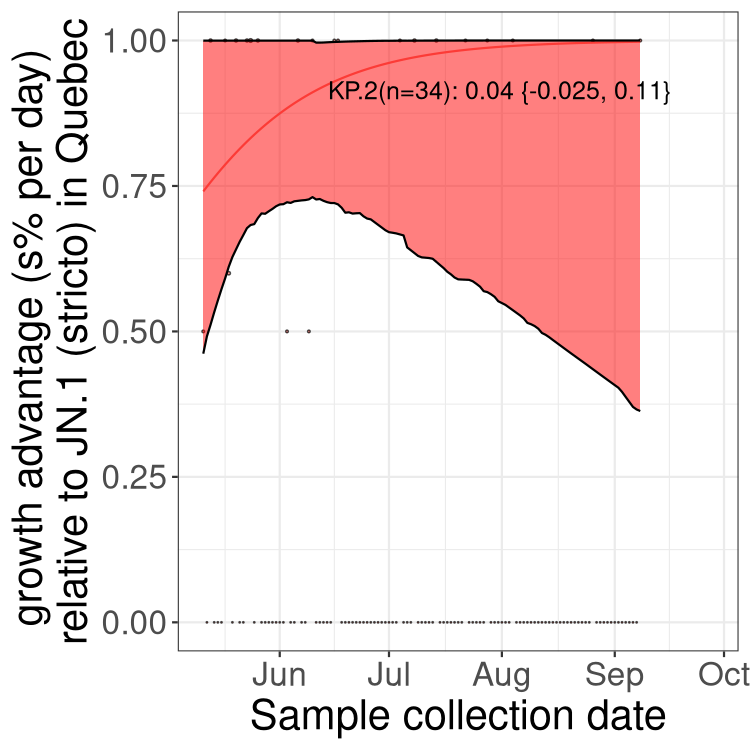 growth advantage (s% per day)
relative to JN.1 (stricto) in Quebec
1.00
0.75
0.50
0.25
0.00
KP.2(n=34): 0.04 {-0.025, 0.11}
Jun Jul Aug Sep Oct
Sample collection date